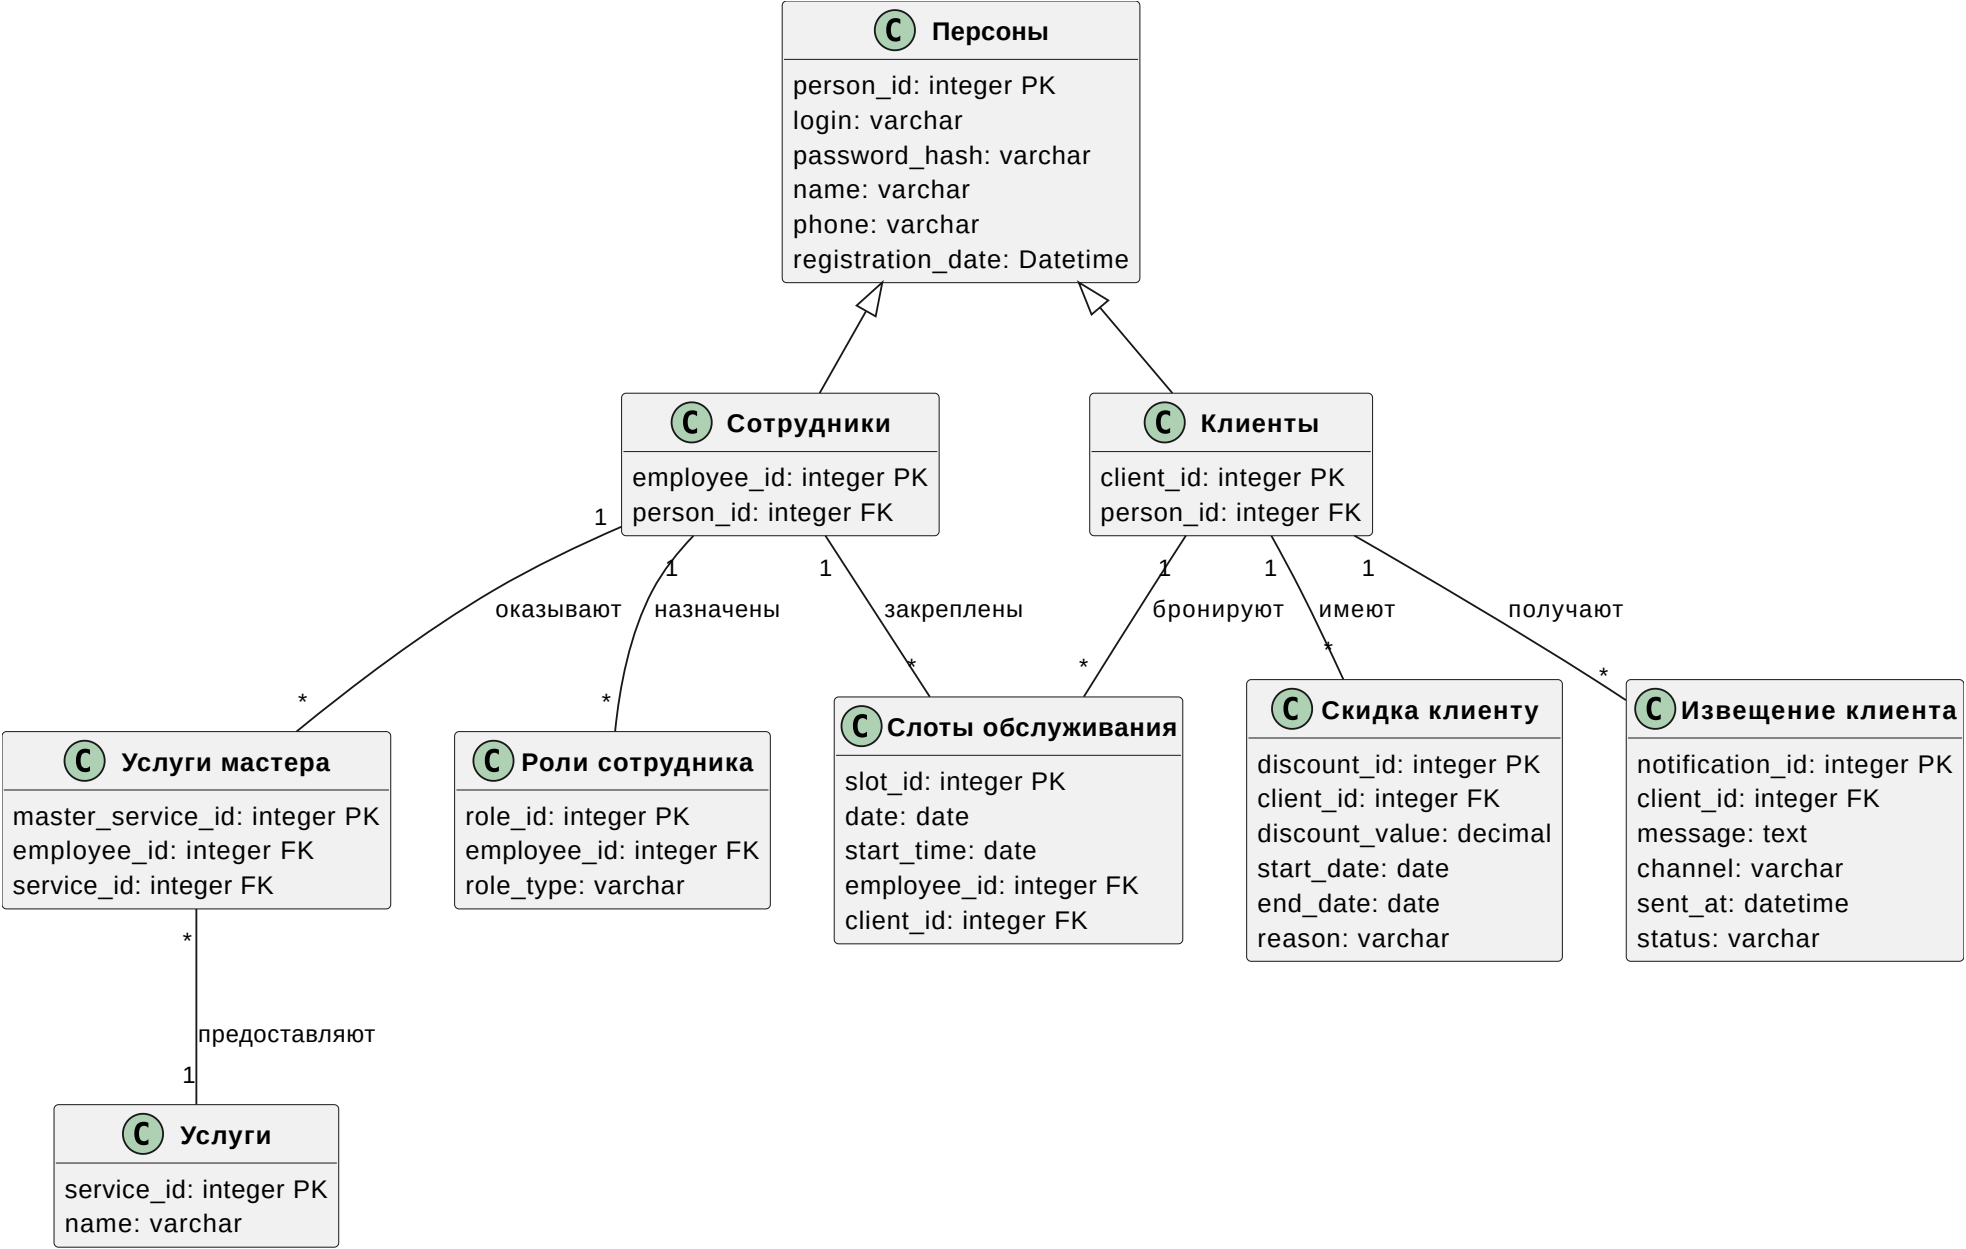 C Персоны
person_id: integer PK
login: varchar
password_hash: varchar
name: varchar
phone: varchar
registration_date: Datetime
C Сотрудники
employee_id: integer PK
person_id: integer FK
C Клиенты
client_id: integer PK
person_id: integer FK
1
1
1
1
1
1
оказывают
назначены
закреплены
бронируют
имеют
получают
*
*
*
*
*
*
C Услуги мастера
master_service_id: integer PK
employee_id: integer FK
service_id: integer FK
C Роли сотрудника
role_id: integer PK
employee_id: integer FK
role_type: varchar
C Слоты обслуживания
slot_id: integer PK
date: date
start_time: date
employee_id: integer FK
client_id: integer FK
C Скидка клиенту
discount_id: integer PK
client_id: integer FK
discount_value: decimal
start_date: date
end_date: date
reason: varchar
C Извещение клиента
notification_id: integer PK
client_id: integer FK
message: text
channel: varchar
sent_at: datetime
status: varchar
*
предоставляют
1
C Услуги
service_id: integer PK
name: varchar